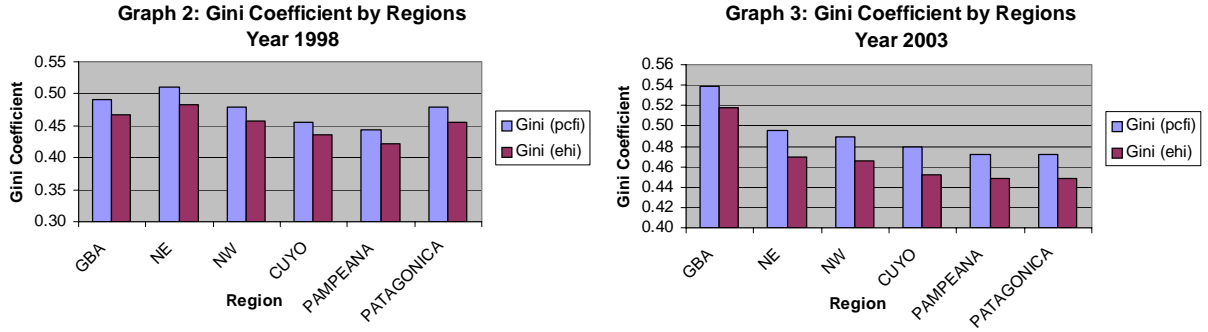 Graph 2: Gini Coefficient by Regions
Year 1998
Gini Coefficient
0.55
0.50
0.45
0.40
0.35
0.30
GBA
NE
NW
CUYO
PAMPEANA
PATAGONICA
Region
Gini (pcfi)
Gini (ehi)
Graph 3: Gini Coefficient by Regions
Year 2003
Gini Coefficient
0.56
0.54
0.52
0.50
0.48
0.46
0.44
0.42
0.40
GBA
NE
NW
CUYO
PAMPEANA
PATAGONICA
Region
Gini (pcfi)
Gini (ehi)